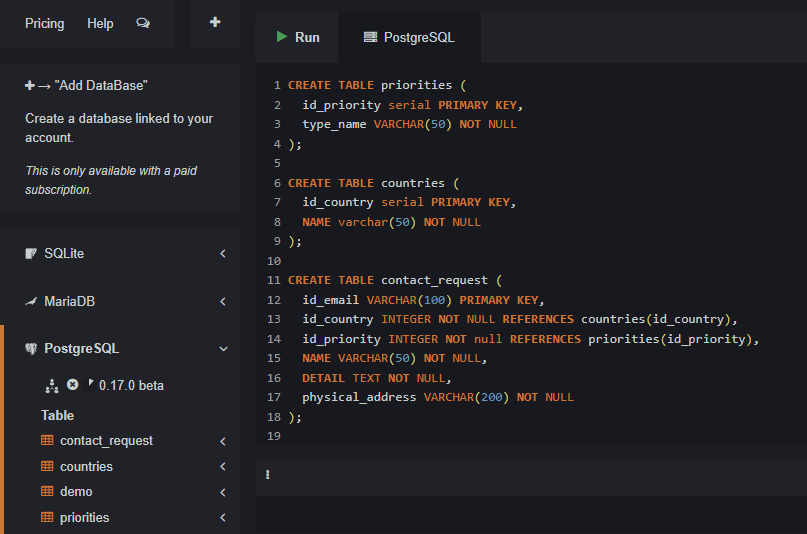 Pricing Help
"Add DataBase"
Create a database linked to your
account.
This is only available with a paid
subscription.
SQLite
MariaDB
PostgreSQL
0.17.0 beta
Table
contact_request
countries
demo
priorities
Run PostgreSQL
1 CREATE TABLE priorities (
2   id_priority serial PRIMARY KEY,
3   type_name VARCHAR(50) NOT NULL
4 );
5
6 CREATE TABLE countries (
7   id_country serial PRIMARY KEY,
8   NAME varchar(50) NOT NULL
9 );
10
11 CREATE TABLE contact_request (
12   id_email VARCHAR(100) PRIMARY KEY,
13   id_country INTEGER NOT NULL REFERENCES countries(id_country),
14   id_priority INTEGER NOT null REFERENCES priorities(id_priority),
15   NAME VARCHAR(50) NOT NULL,
16   DETAIL TEXT NOT NULL,
17   physical_address VARCHAR(200) NOT NULL
18 );
19